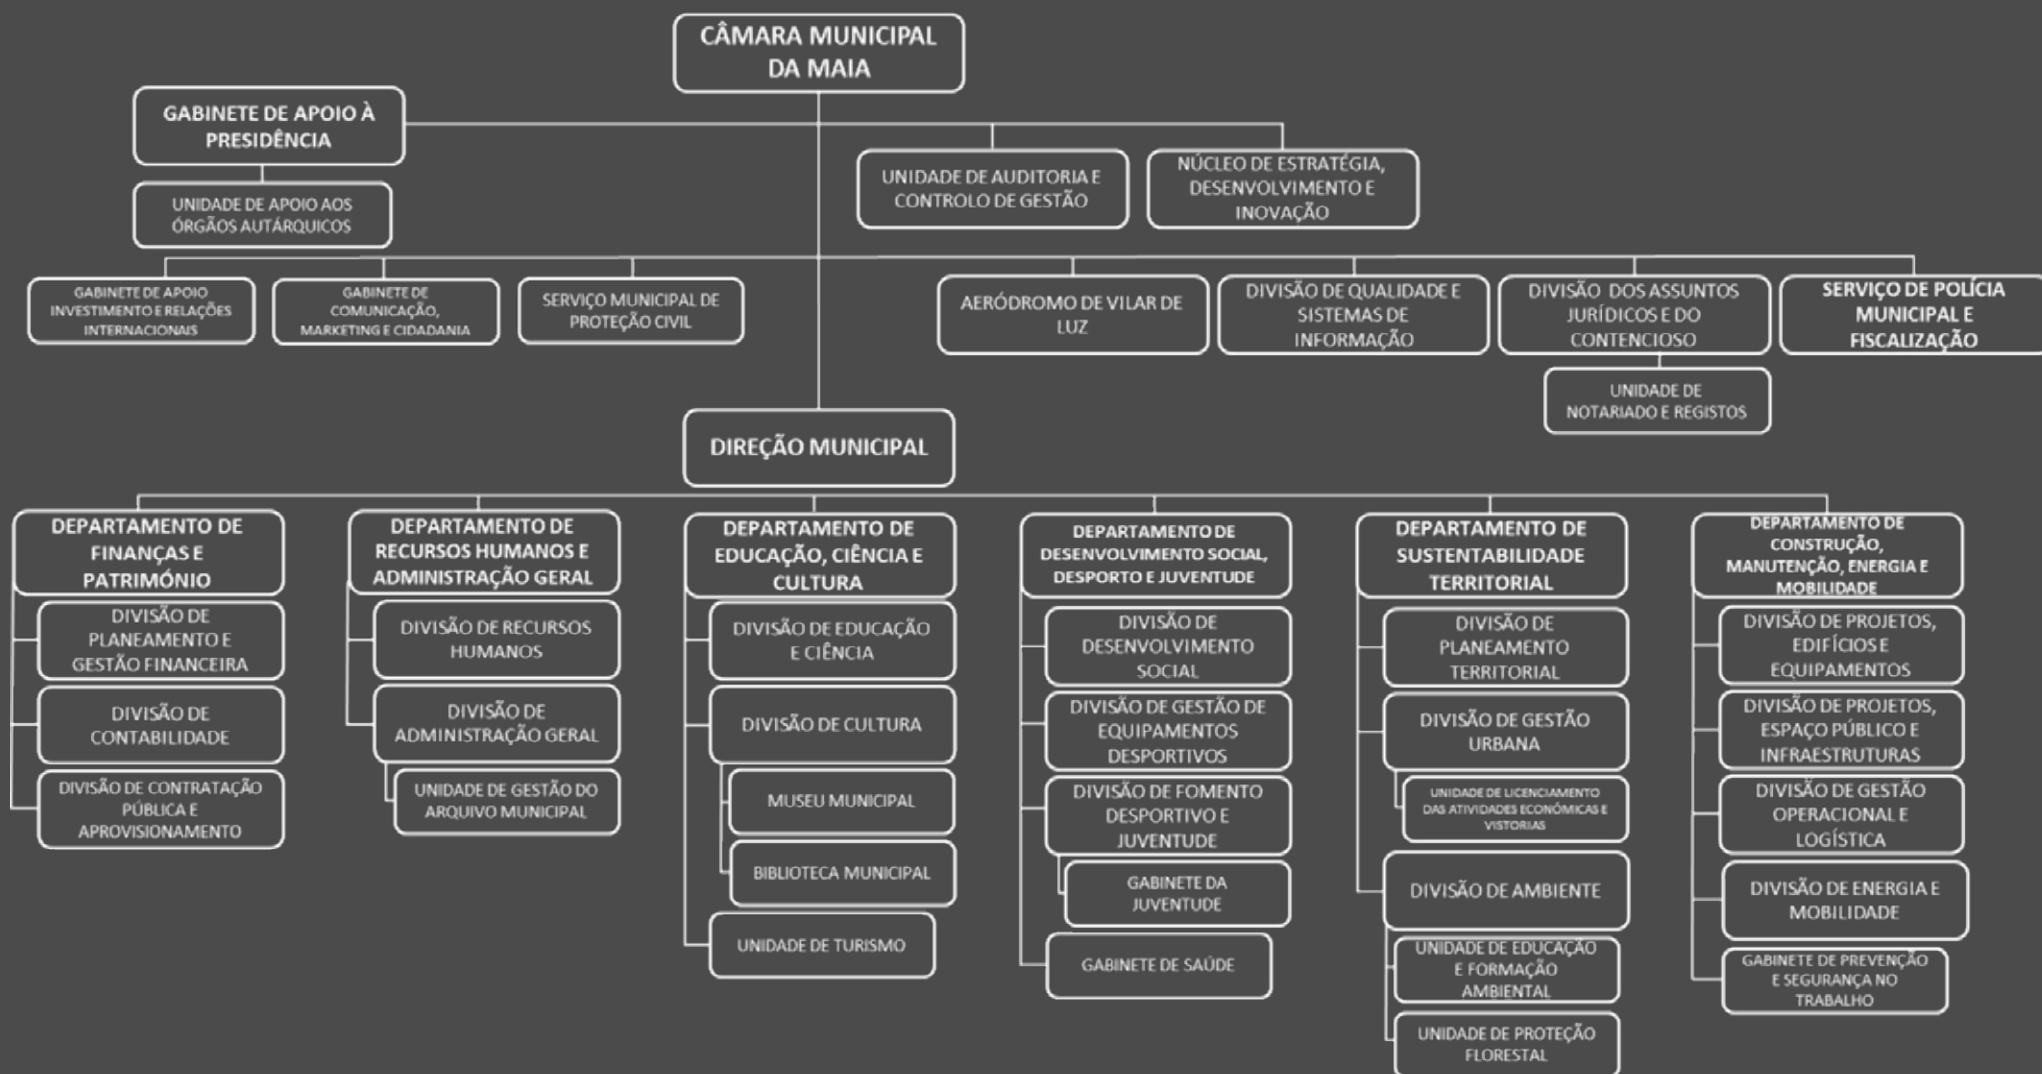 CÂMARA MUNICIPAL
DA MAIA
GABINETE DE APOIO À
PRESIDÊNCIA
UNIDADE DE APOIO AOS
ÓRGÃOS AUTÁRQUICOS
UNIDADE DE AUDITORIA E
CONTROLO DE GESTÃO
NÚCLEO DE ESTRATÉGIA,
DESENVOLVIMENTO E
INOVAÇÃO
GABINETE DE APOIO
INVESTIMENTO E RELAÇÕES
INTERNACIONAIS
GABINETE DE
COMUNICAÇÃO,
MARKETING E CIDADANIA
SERVIÇO MUNICIPAL DE
PROTEÇÃO CIVIL
AERÓDROMO DE VILAR DE
LUZ
DIVISÃO DE QUALIDADE E
SISTEMAS DE
INFORMAÇÃO
DIVISÃO DOS ASSUNTOS
JURÍDICOS E DO
CONTENCIOSO
SERVIÇO DE POLÍCIA
MUNICIPAL E
FISCALIZAÇÃO
UNIDADE DE
NOTARIADO E REGISTOS
DIREÇÃO MUNICIPAL
DEPARTAMENTO DE
FINANÇAS E
PATRIMÓNIO
DIVISÃO DE
PLANEAMENTO E
GESTÃO FINANCEIRA
DIVISÃO DE
CONTABILIDADE
DIVISÃO DE CONTRATAÇÃO
PÚBLICA E
APROVISIONAMENTO
DEPARTAMENTO DE
RECURSOS HUMANOS E
ADMINISTRAÇÃO GERAL
DIVISÃO DE RECURSOS
HUMANOS
DIVISÃO DE
ADMINISTRAÇÃO GERAL
UNIDADE DE GESTÃO DO
ARQUIVO MUNICIPAL
DEPARTAMENTO DE
EDUCAÇÃO, CIÊNCIA E
CULTURA
DIVISÃO DE EDUCAÇÃO
E CIÊNCIA
DIVISÃO DE CULTURA
MUSEU MUNICIPAL
BIBLIOTECA MUNICIPAL
UNIDADE DE TURISMO
DEPARTAMENTO DE
DESENVOLVIMENTO SOCIAL,
DESPORTO E JUVENTUDE
DIVISÃO DE
DESENVOLVIMENTO
SOCIAL
DIVISÃO DE GESTÃO DE
EQUIPAMENTOS
DESPORTIVOS
DIVISÃO DE FOMENTO
DESPORTIVO E
JUVENTUDE
GABINETE DA
JUVENTUDE
GABINETE DE SAÚDE
DEPARTAMENTO DE
SUSTENTABILIDADE
TERRITORIAL
DIVISÃO DE
PLANEAMENTO
TERRITORIAL
DIVISÃO DE GESTÃO
URBANA
UNIDADE DE LICENCIAMENTO
DAS ATIVIDADES ECONÓMICAS E
VISTORIAS
DIVISÃO DE AMBIENTE
UNIDADE DE EDUCAÇÃO
E FORMAÇÃO
AMBIENTAL
UNIDADE DE PROTEÇÃO
FLORESTAL
DEPARTAMENTO DE
CONSTRUÇÃO,
MANUTENÇÃO, ENERGIA E
MOBILIDADE
DIVISÃO DE PROJETOS,
EDIFÍCIOS E
EQUIPAMENTOS
DIVISÃO DE PROJETOS,
ESPAÇO PÚBLICO E
INFRAESTRUTURAS
DIVISÃO DE GESTÃO
OPERACIONAL E
LOGÍSTICA
DIVISÃO DE ENERGIA E
MOBILIDADE
GABINETE DE PREVENÇÃO
E SEGURANÇA NO
TRABALHO